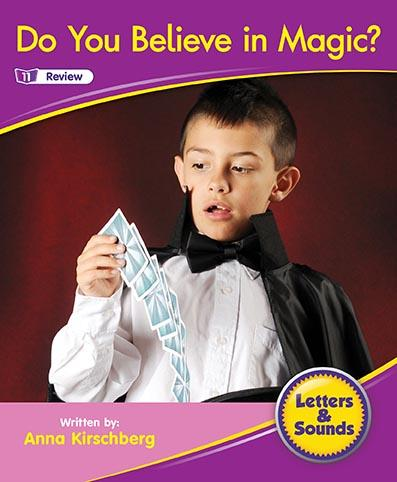 Do You Believe in Magic?
11 Review
Written by:
Anna Kirschberg
Letters
&
Sounds